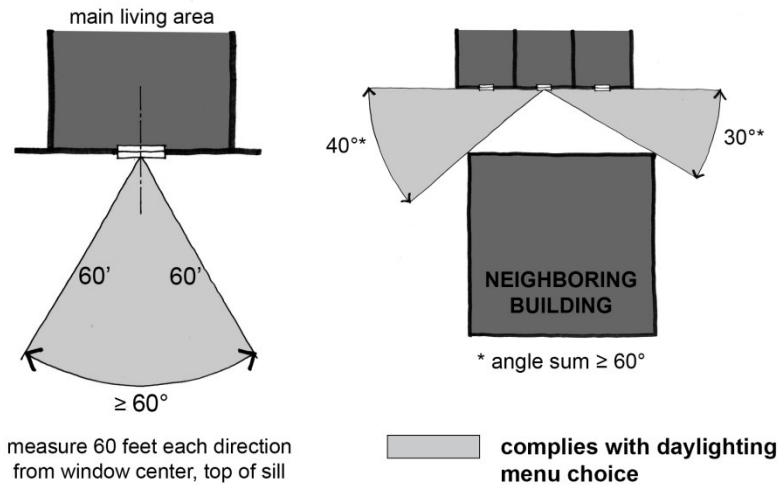 main living area
60’ 60’
≥ 60°
measure 60 feet each direction
from window center, top of sill
40°*
30°*
NEIGHBORING
BUILDING
* angle sum ≥ 60°
complies with daylighting
menu choice